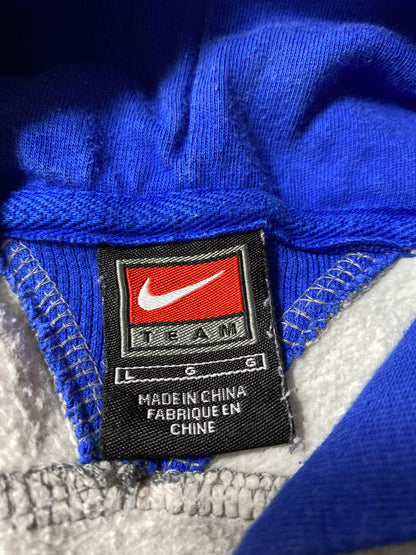 TEAM
L G G
MADE IN CHINA
FABRIQUE EN
CHINE